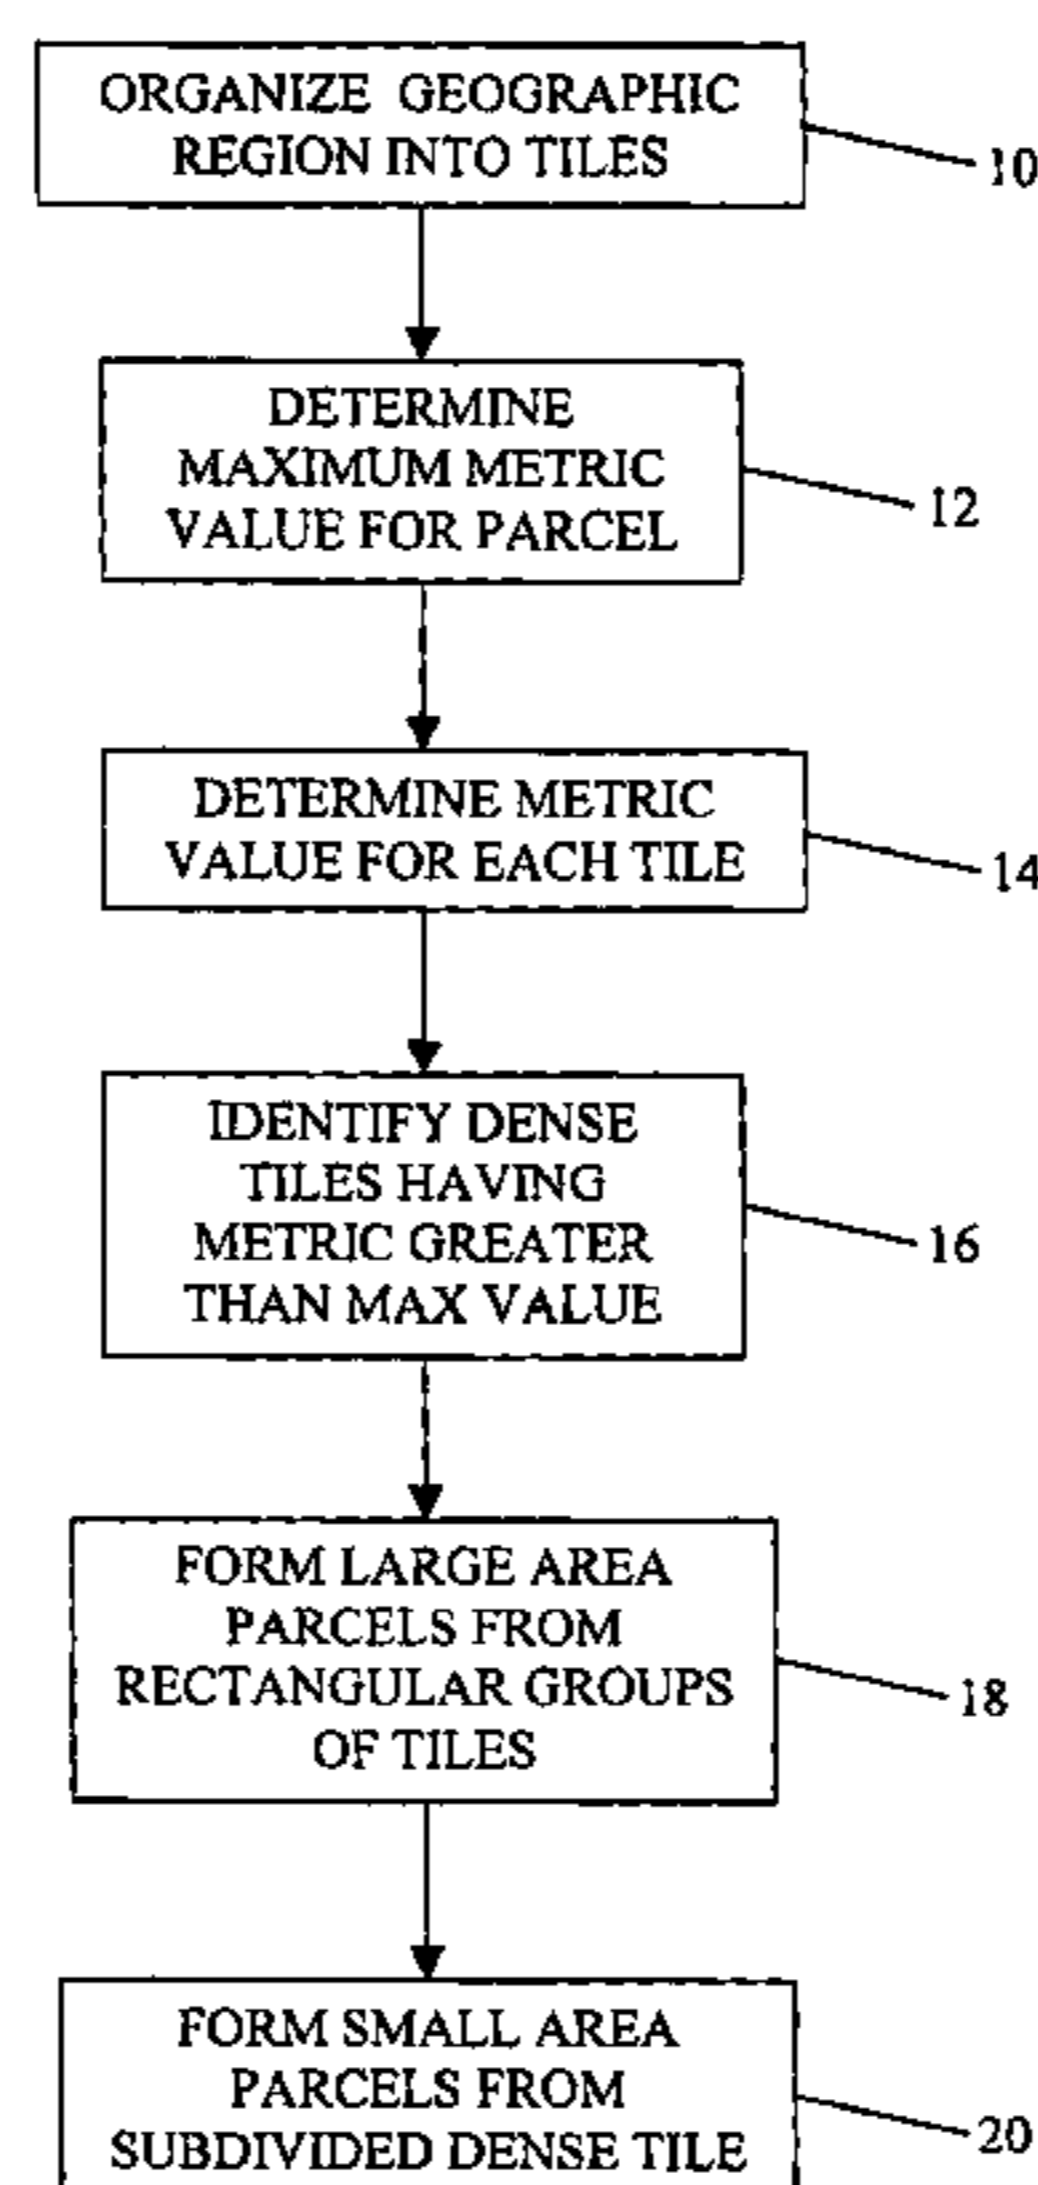 ORGANIZE GEOGRAPHIC
REGION INTO TILES
10
DETERMINE
MAXIMUM METRIC
VALUE FOR PARCEL
12
DETERMINE METRIC
VALUE FOR EACH TILE
14
IDENTIFY DENSE
TILES HAVING
METRIC GREATER
THAN MAX VALUE
16
FORM LARGE AREA
PARCELS FROM
RECTANGULAR GROUPS
OF TILES
18
FORM SMALL AREA
PARCELS FROM
SUBDIVIDED DENSE TILE
20